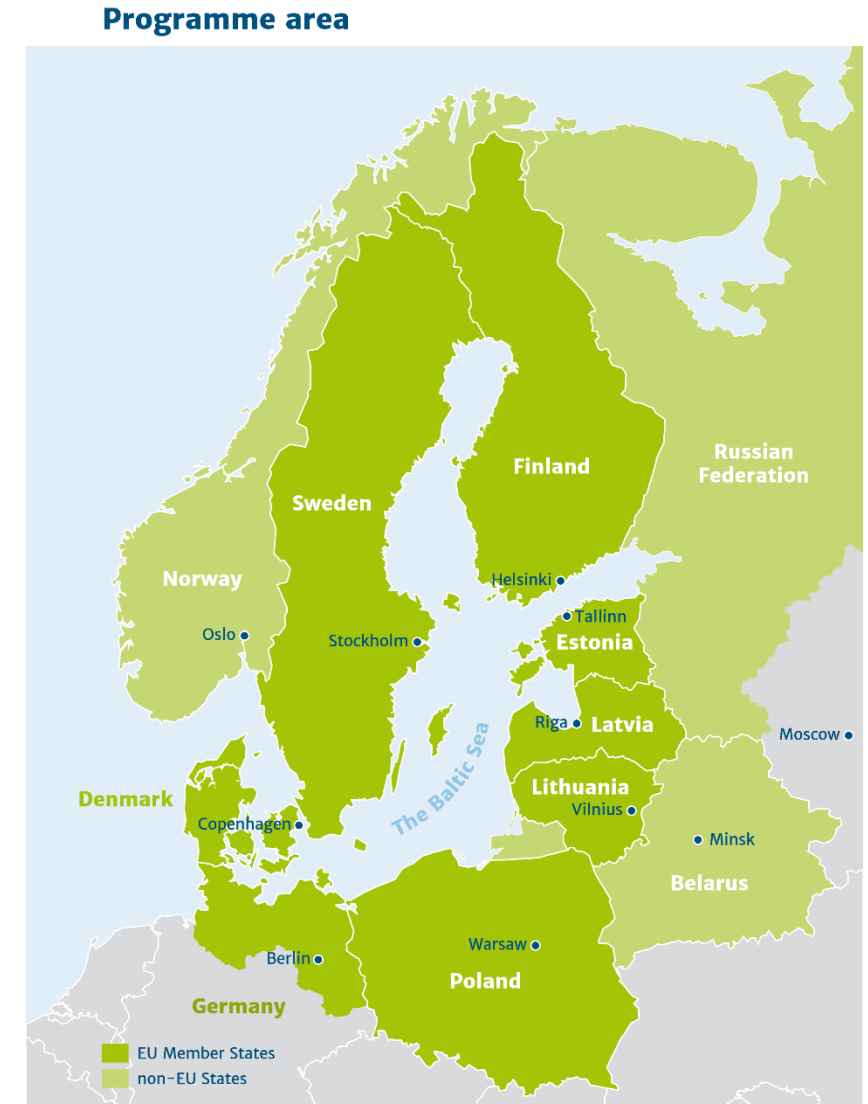 Programme area
Finland
Russian
Federation
Sweden
Norway
Helsinki
Tallinn
Oslo
Stockholm
Estonia
Riga
Latvia
Moscow
The Baltic Sea
Lithuania
Denmark
Vilnius
Copenhagen
Minsk
Belarus
Warsaw
Berlin
Poland
Germany
EU Member States
non-EU States